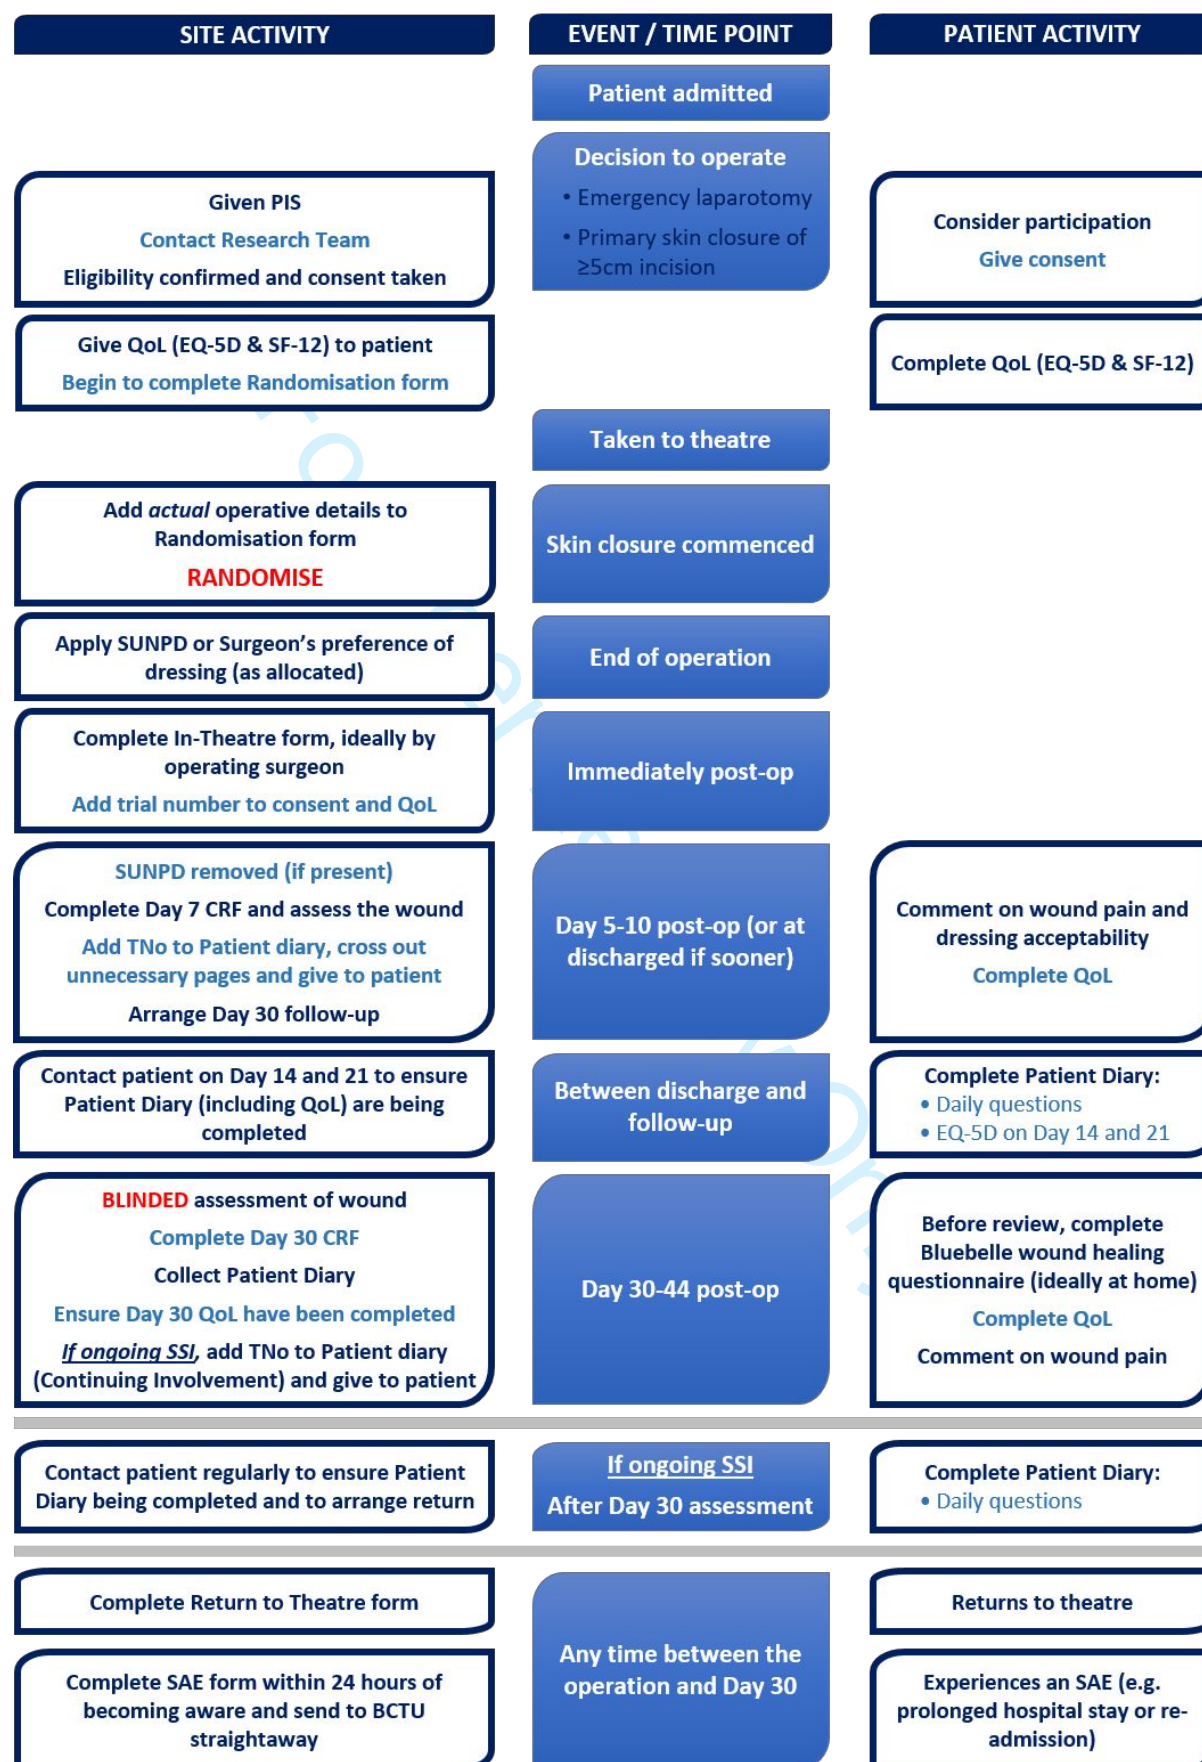 SITE ACTIVITY
EVENT / TIME POINT
PATIENT ACTIVITY
Patient admitted
Given PIS
Contact Research Team
Eligibility confirmed and consent taken
Decision to operate
• Emergency laparotomy
• Primary skin closure of
≥5cm incision
Consider participation
Give consent
Give QoL (EQ-5D & SF-12) to patient
Begin to complete Randomisation form
Complete QoL (EQ-5D & SF-12)
Taken to theatre
Add actual operative details to
Randomisation form
RANDOMISE
Skin closure commenced
Apply SUNPD or Surgeon's preference of
dressing (as allocated)
End of operation
Complete In-Theatre form, ideally by
operating surgeon
Add trial number to consent and QoL
Immediately post-op
SUNPD removed (if present)
Complete Day 7 CRF and assess the wound
Add TNo to Patient diary, cross out
unnecessary pages and give to patient
Arrange Day 30 follow-up
Day 5-10 post-op (or at
discharged if sooner)
Comment on wound pain and
dressing acceptability
Complete QoL
Contact patient on Day 14 and 21 to ensure
Patient Diary (including QoL) are being
completed
Between discharge and
follow-up
Complete Patient Diary:
• Daily questions
• EQ-5D on Day 14 and 21
BLINDED assessment of wound
Complete Day 30 CRF
Collect Patient Diary
Ensure Day 30 QoL have been completed
If ongoing SSI, add TNo to Patient diary
(Continuing Involvement) and give to patient
Day 30-44 post-op
Before review, complete
Bluebelle wound healing
questionnaire (ideally at home)
Complete QoL
Comment on wound pain
Contact patient regularly to ensure Patient
Diary being completed and to arrange return
If ongoing SSI
After Day 30 assessment
Complete Patient Diary:
• Daily questions
Complete Return to Theatre form
Complete SAE form within 24 hours of
becoming aware and send to BCTU
straightaway
Any time between the
operation and Day 30
Returns to theatre
Experiences an SAE (e.g.
prolonged hospital stay or re-
admission)